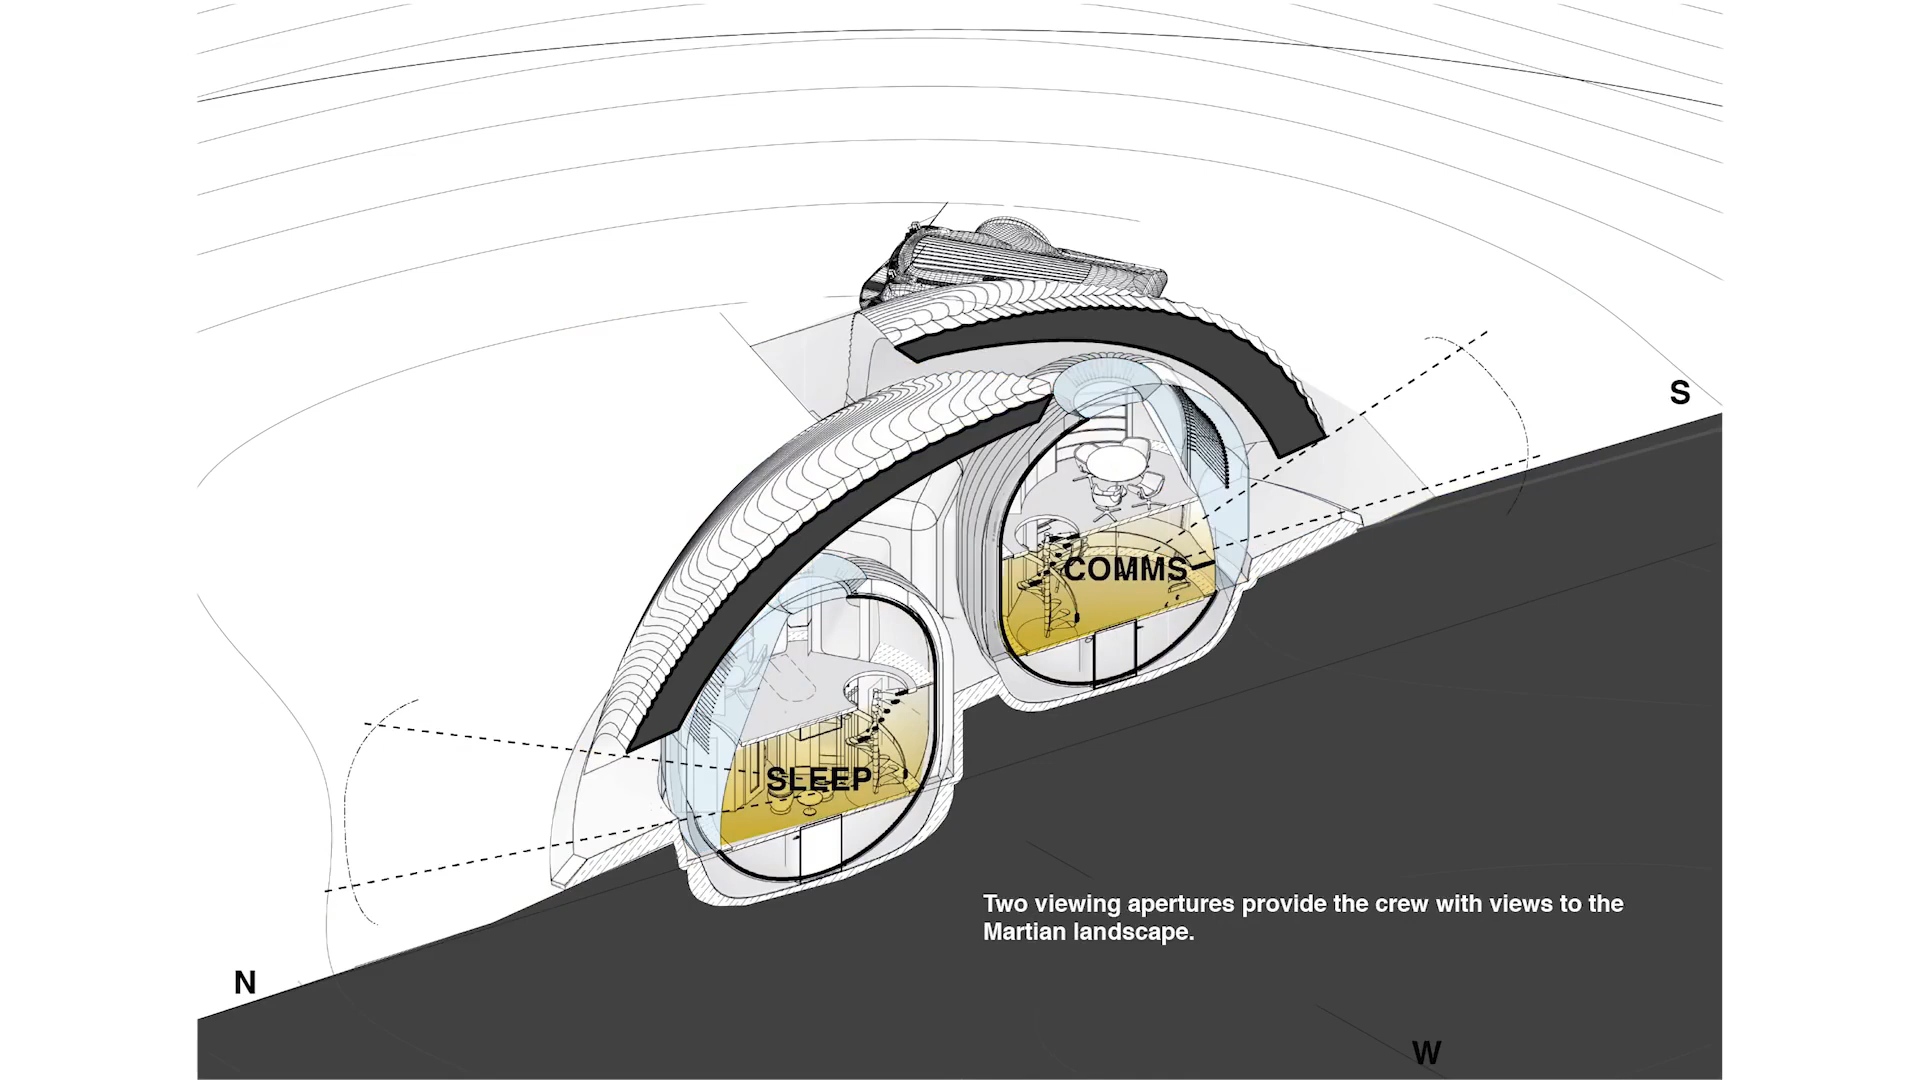 S
COMMS
SLEEP
Two viewing apertures provide the crew with views to the
Martian landscape.
N
W